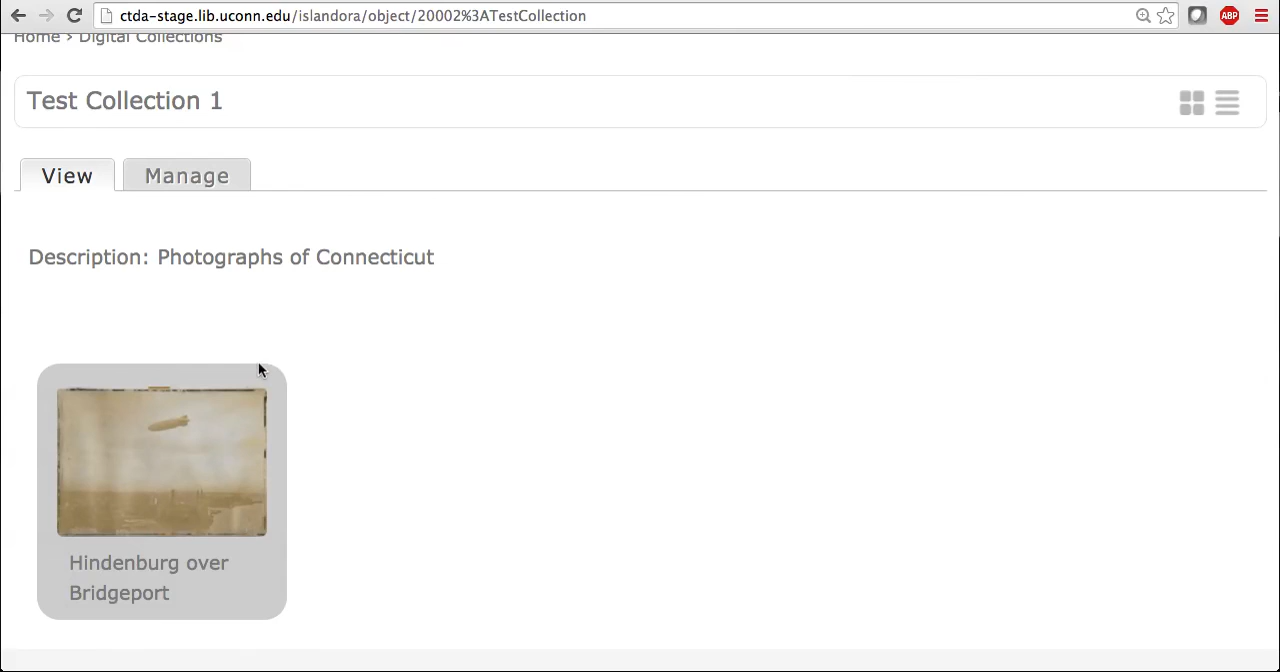 ctda-stage.lib.uconn.edu/islandora/object/20002%3ATestCollection
ABP
Home › Digital Collections
Test Collection 1
View
Manage
Description: Photographs of Connecticut
Hindenburg over
Bridgeport